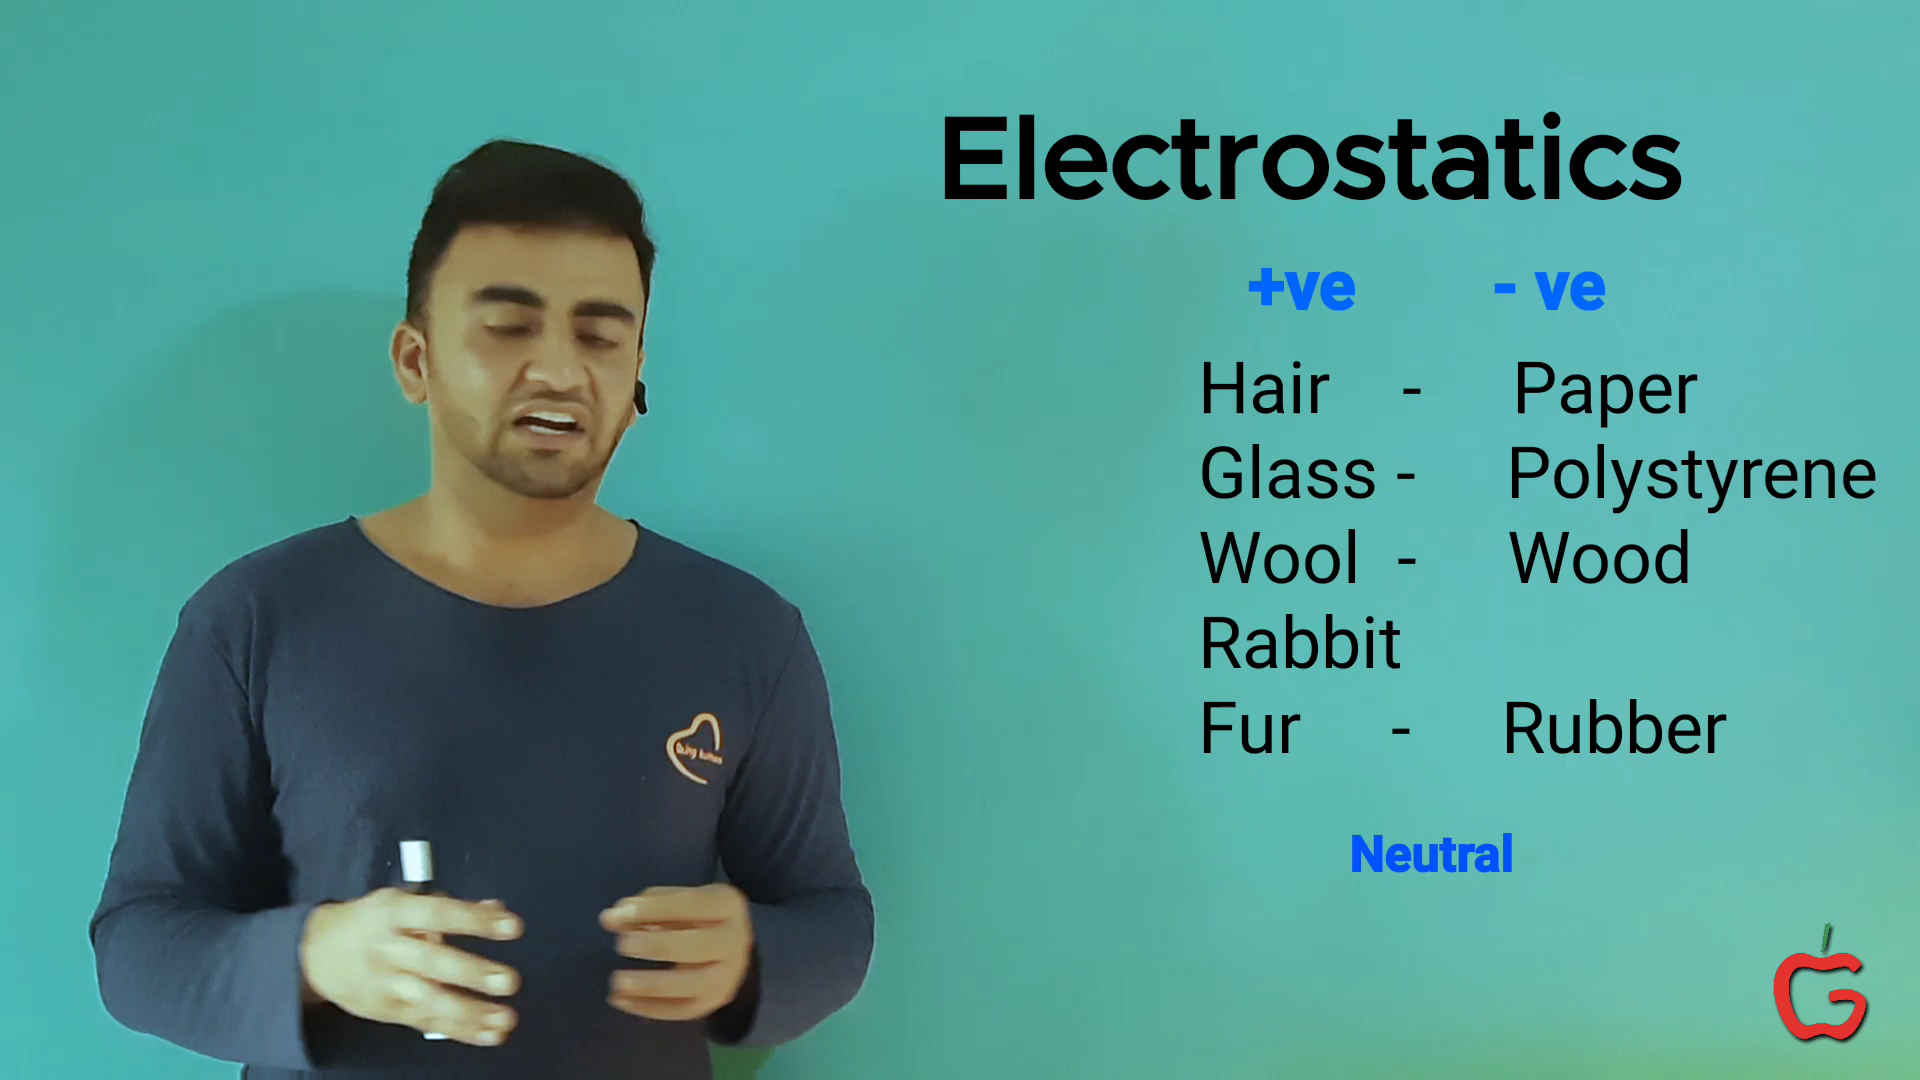 Electrostatics
+ve - ve
Hair - Paper
Glass - Polystyrene
Wool - Wood
Rabbit
Fur - Rubber
Neutral
G